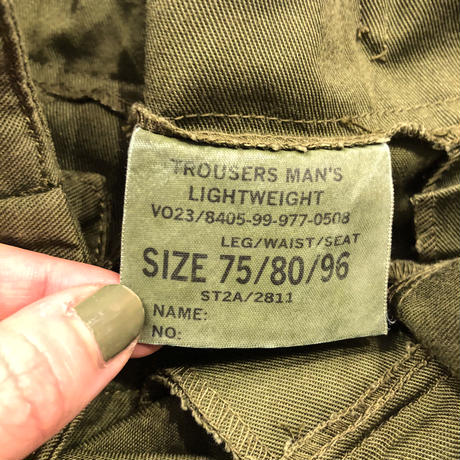 TROUSERS MAN'S
LIGHTWEIGHT
VO23/8405-99-977-0508
LEG/WAIST/SEAT
SIZE 75/80/96
ST2A/2811
NAME:
NO: